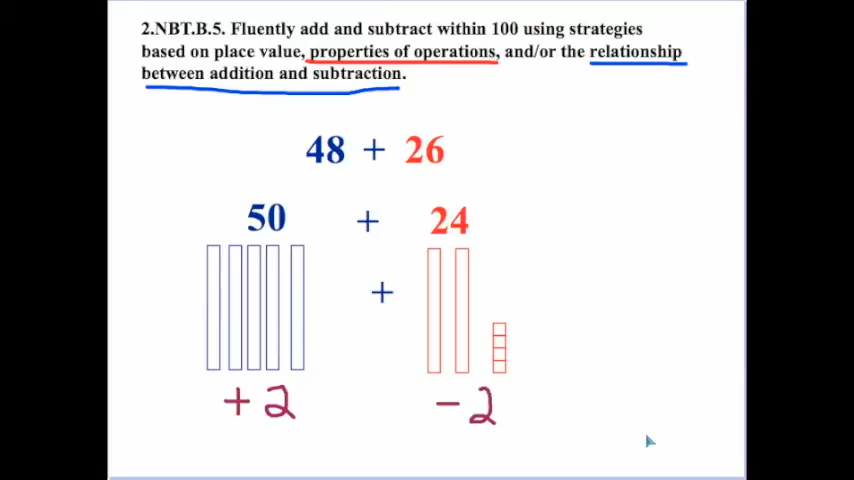 2.NBT.B.5. Fluently add and subtract within 100 using strategies
based on place value, properties of operations, and/or the relationship
between addition and subtraction.
48 + 26
50 + 24
+
+ 2 - 2